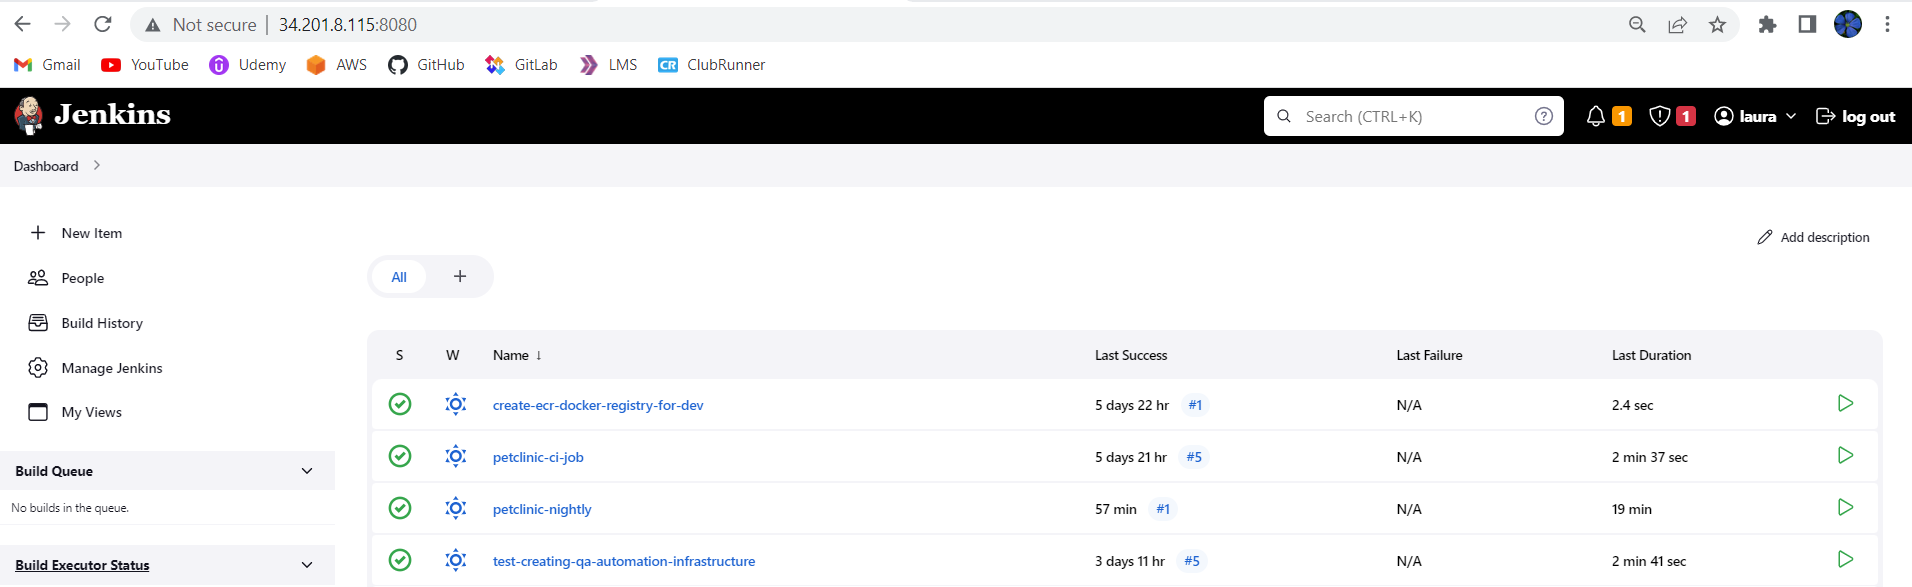 Not secure | 34.201.8.115:8080
Gmail YouTube Udemy AWS GitHub GitLab LMS CR ClubRunner
Jenkins Search (CTRL+K) ? 1 1 laura log out
Dashboard
New Item
Add description
People
All +
Build History
Manage Jenkins
My Views
S W Name ↓ Last Success Last Failure Last Duration
create-ecr-docker-registry-for-dev 5 days 22 hr #1 N/A 2.4 sec
petclinic-ci-job 5 days 21 hr #5 N/A 2 min 37 sec
petclinic-nightly 57 min #1 N/A 19 min
test-creating-qa-automation-infrastructure 3 days 11 hr #5 N/A 2 min 41 sec
Build Queue
No builds in the queue.
Build Executor Status